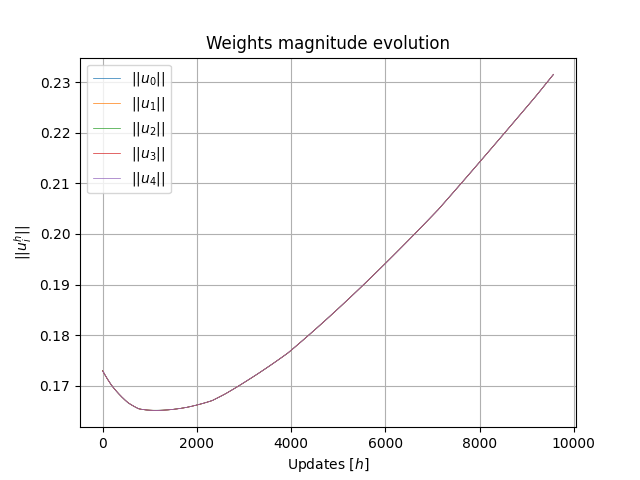 Weights magnitude evolution
||u_0||
||u_1||
||u_2||
||u_3||
||u_4||
0.23
0.22
0.21
0.20
0.19
0.18
0.17
||u_i^h||
0 2000 4000 6000 8000 10000
Updates [h]